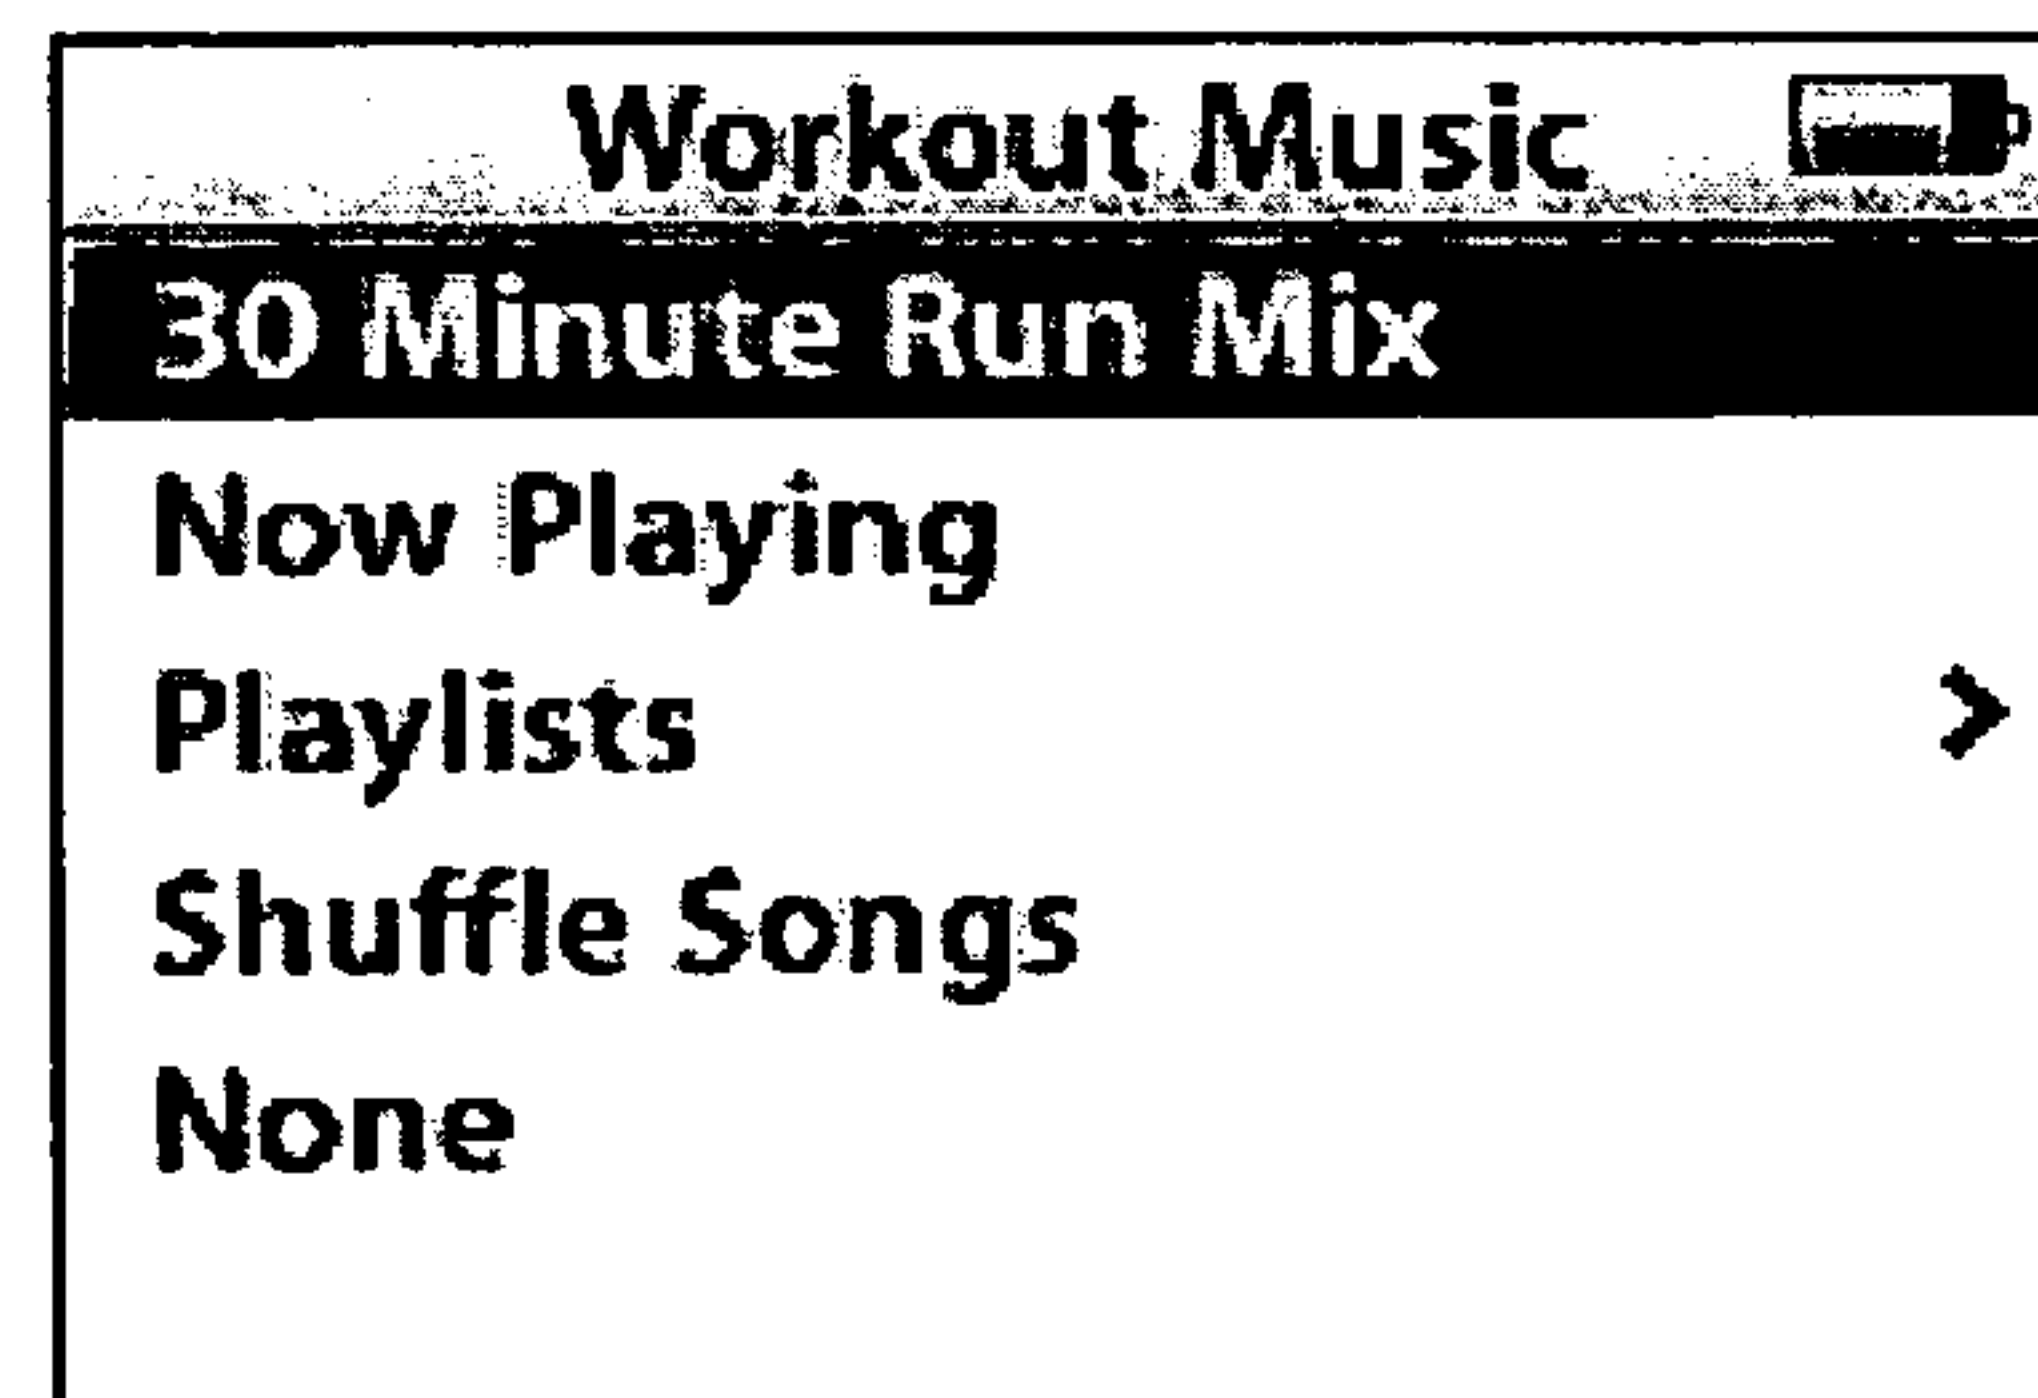 Workout Music
30 Minute Run Mix
Now Playing
Playlists >
Shuffle Songs
None